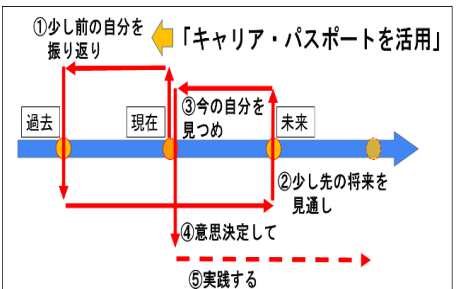 ①少し前の自分を
振り返り
「キャリア・パスポートを活用」
③今の自分を
見つめ
過去
現在
未来
②少し先の将来を
見通し
④意思決定して
⑤実践する